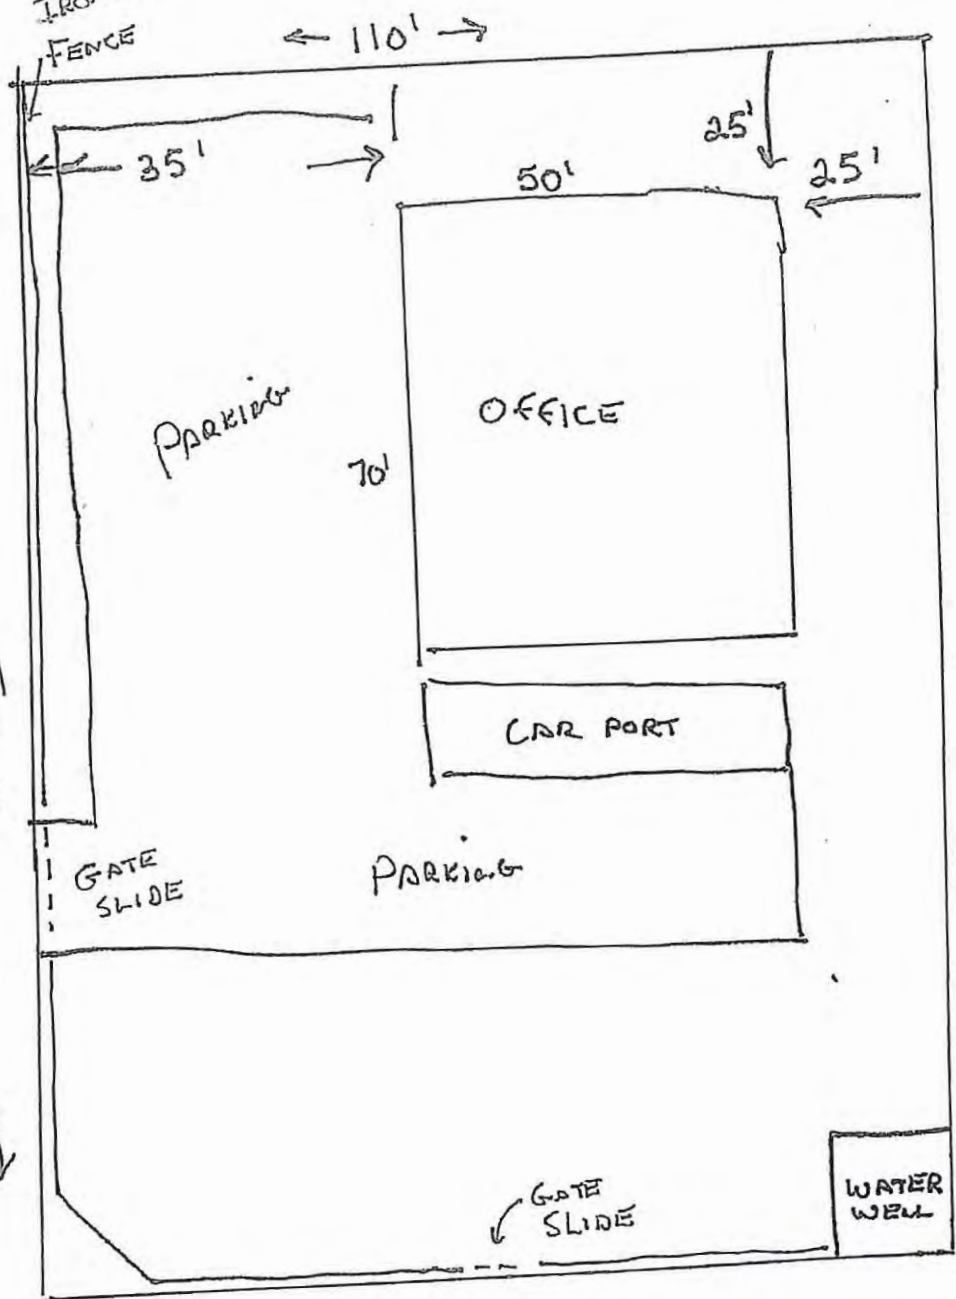 FENCE
← 110' →
25'
← 35' →
50'
25'
PARKING
OFFICE
70'
CAR PORT
GATE
SLIDE
PARKING
GATE
SLIDE
WATER
WELL